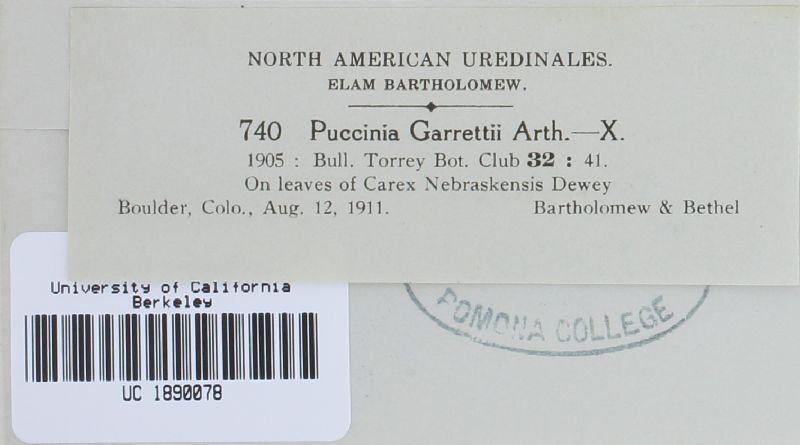 NORTH AMERICAN UREDINALES.
ELAM BARTHOLOMEW.
740 Puccinia Garrettii Arth.—X.
1905 : Bull. Torrey Bot. Club 32 : 41.
On leaves of Carex Nebraskensis Dewey
Boulder, Colo., Aug. 12, 1911. Bartholomew & Bethel
University of California
Berkeley
UC 1890078
POMONA COLLEGE